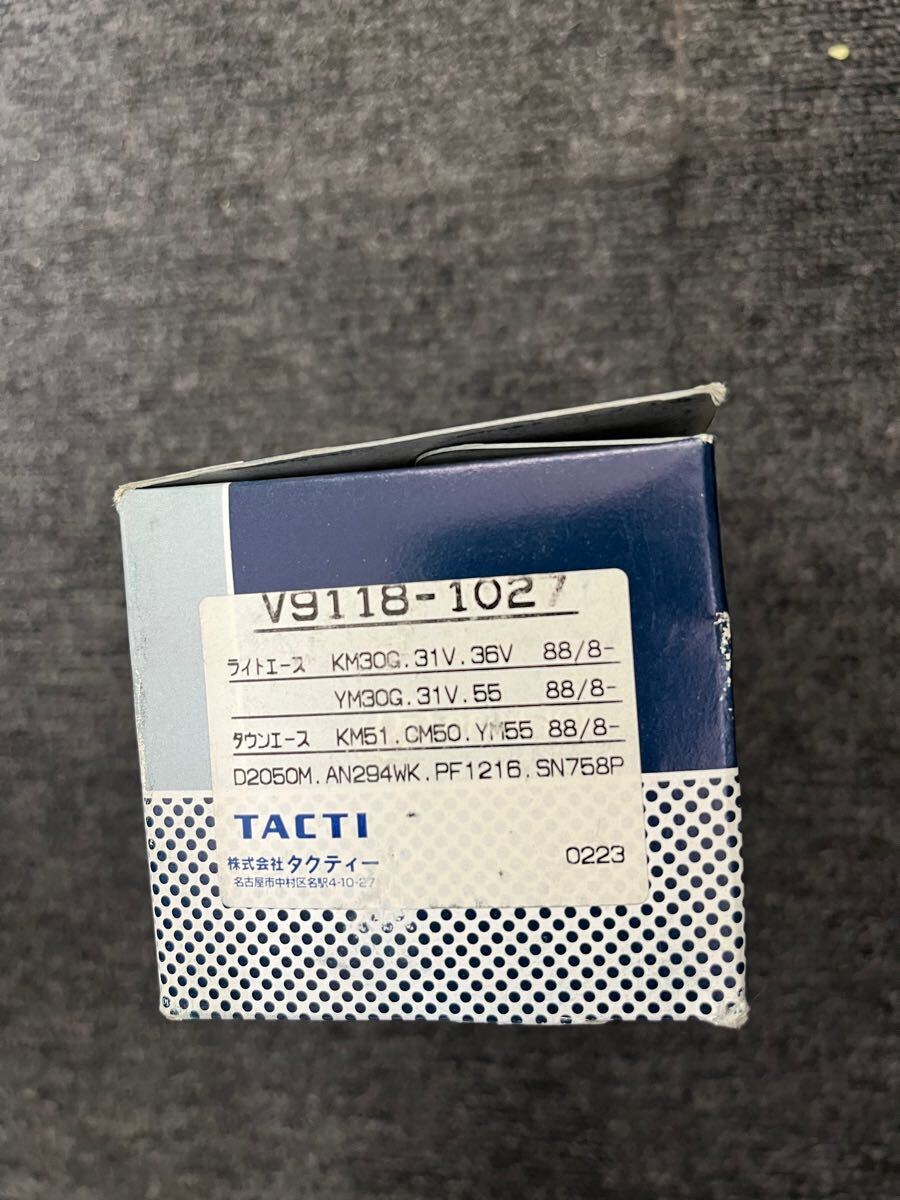 V9118-1027
ライトエース KM30G.31V.36V 88/8-
YM30G.31V.55 88/8-
タウンエース KM51.CM50.YM55 88/8-
D2050M.AN294WK.PF1216.SN758P
TACTI
株式会社タクティー 0223
名古屋市中村区名駅4-10-27